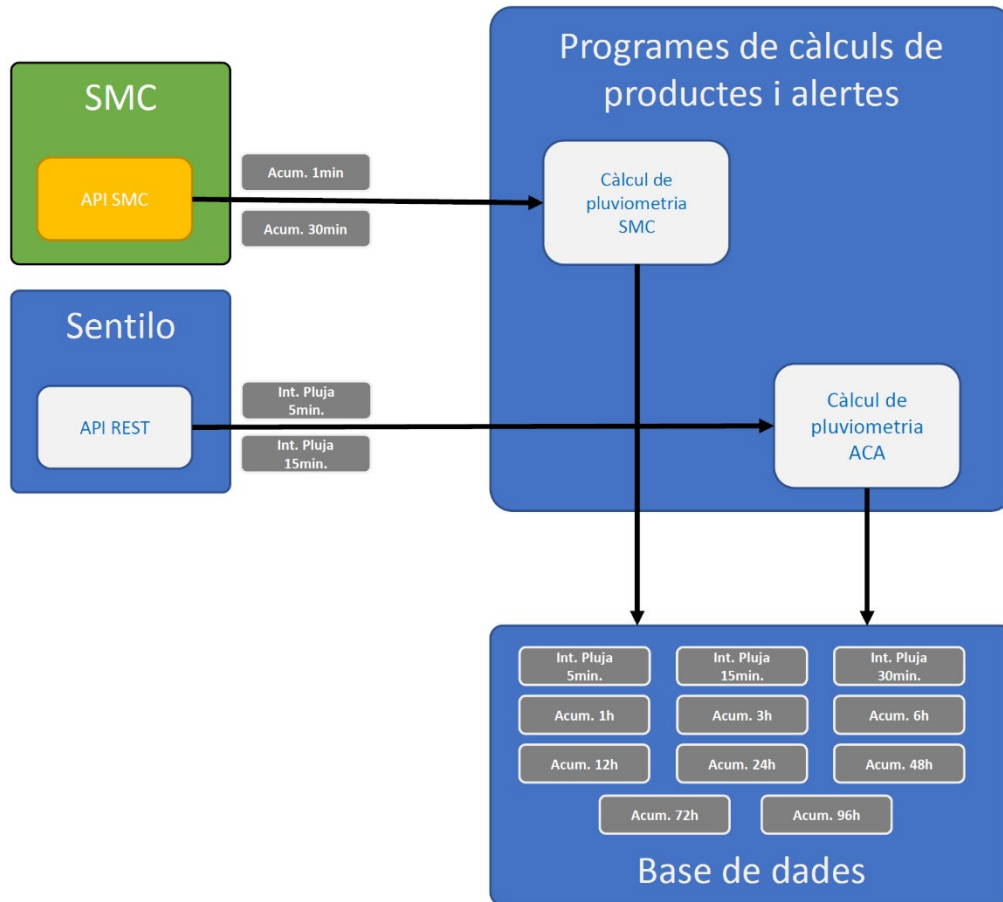 Programes de càlculs de
productes i alertes
SMC
API SMC
Acum. 1min
Acum. 30min
Càlcul de
pluviometria
SMC
Sentilo
API REST
Int. Pluja
5min.
Int. Pluja
15min.
Càlcul de
pluviometria
ACA
Int. Pluja
5min.
Int. Pluja
15min.
Int. Pluja
30min.
Acum. 1h
Acum. 3h
Acum. 6h
Acum. 12h
Acum. 24h
Acum. 48h
Acum. 72h
Acum. 96h
Base de dades